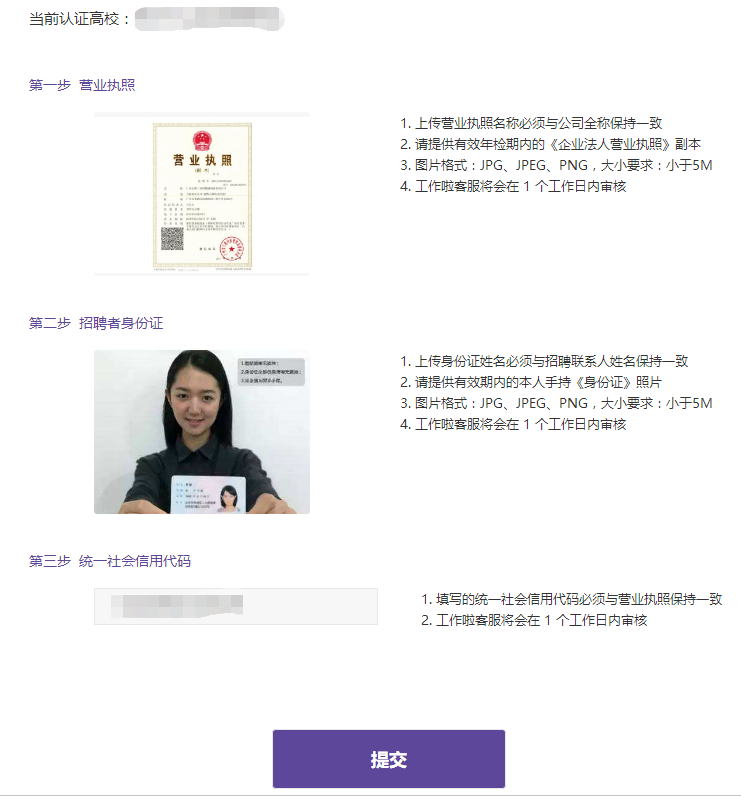 当前认证高校：
第一步 营业执照
营业执照
1. 上传营业执照名称必须与公司全称保持一致
2. 请提供有效年检期内的《企业法人营业执照》副本
3. 图片格式：JPG、JPEG、PNG，大小要求：小于5M
4. 工作啦客服将会在 1 个工作日内审核
第二步 招聘者身份证
1. 上传身份证姓名必须与招聘联系人姓名保持一致
2. 请提供有效期内的本人手持《身份证》照片
3. 图片格式：JPG、JPEG、PNG，大小要求：小于5M
4. 工作啦客服将会在 1 个工作日内审核
第三步 统一社会信用代码
1. 填写的统一社会信用代码必须与营业执照保持一致
2. 工作啦客服将会在 1 个工作日内审核
提交